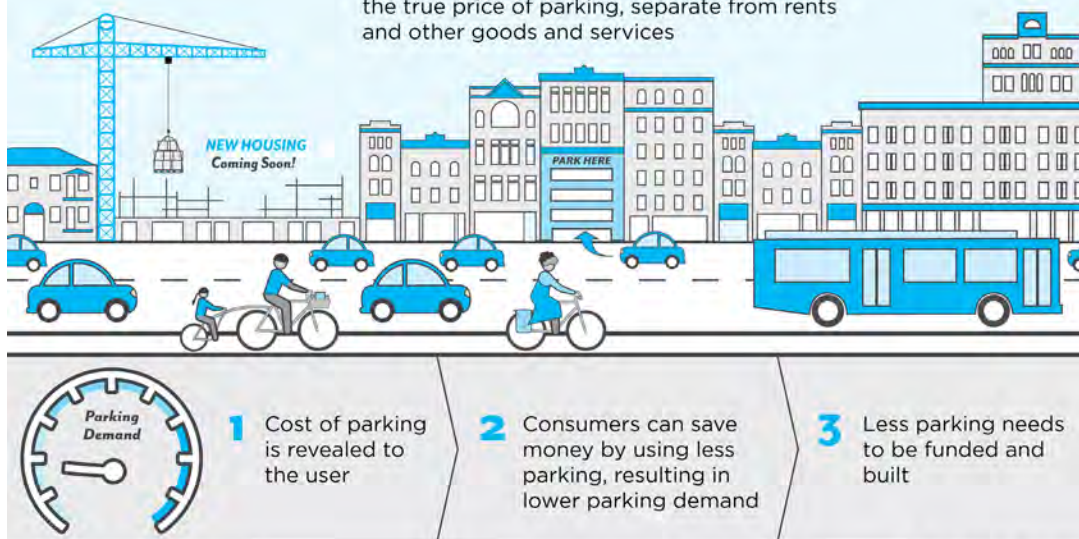 the true price of parking, separate from rents
and other goods and services
NEW HOUSING
Coming Soon!
PARK HERE
Parking
Demand
1 Cost of parking
is revealed to
the user
2 Consumers can save
money by using less
parking, resulting in
lower parking demand
3 Less parking needs
to be funded and
built